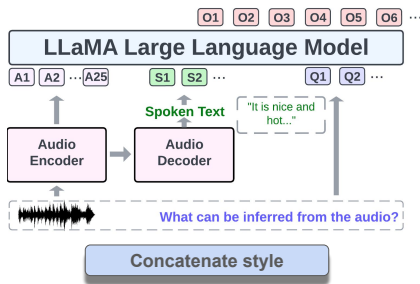 O1 O2 O3 O4 O5 O6 ...
LLaMA Large Language Model
A1 A2 ...A25 S1 S2 ... Q1 Q2 ...
Spoken Text
"It is nice and
hot..."
Audio
Encoder
Audio
Decoder
What can be inferred from the audio?
Concatenate style